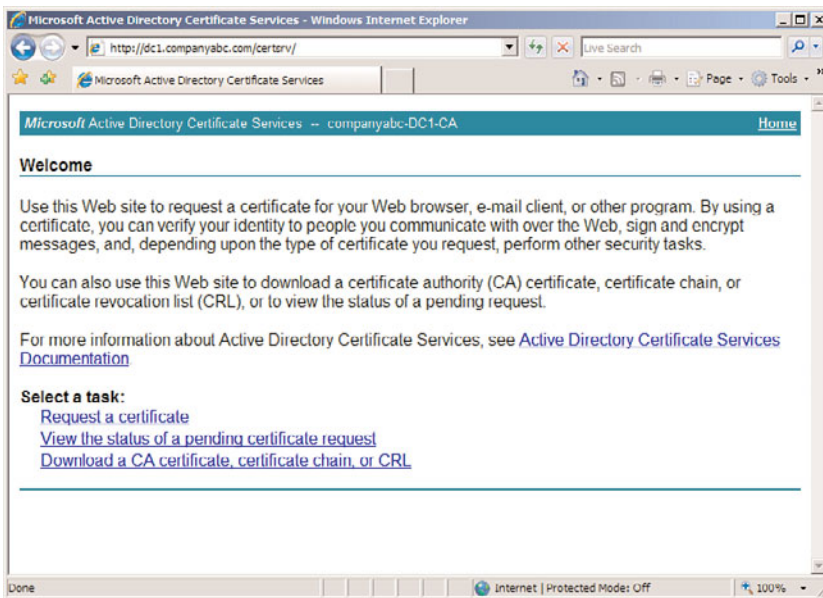 Microsoft Active Directory Certificate Services - Windows Internet Explorer
http://dc1.companyabc.com/certsrv/
Live Search
Microsoft Active Directory Certificate Services
Page
Tools
Microsoft Active Directory Certificate Services -- companyabc-DC1-CA
Home
Welcome
Use this Web site to request a certificate for your Web browser, e-mail client, or other program. By using a
certificate, you can verify your identity to people you communicate with over the Web, sign and encrypt
messages, and, depending upon the type of certificate you request, perform other security tasks.
You can also use this Web site to download a certificate authority (CA) certificate, certificate chain, or
certificate revocation list (CRL), or to view the status of a pending request.
For more information about Active Directory Certificate Services, see Active Directory Certificate Services
Documentation.
Select a task:
Request a certificate
View the status of a pending certificate request
Download a CA certificate, certificate chain, or CRL
Done
Internet | Protected Mode: Off
100%